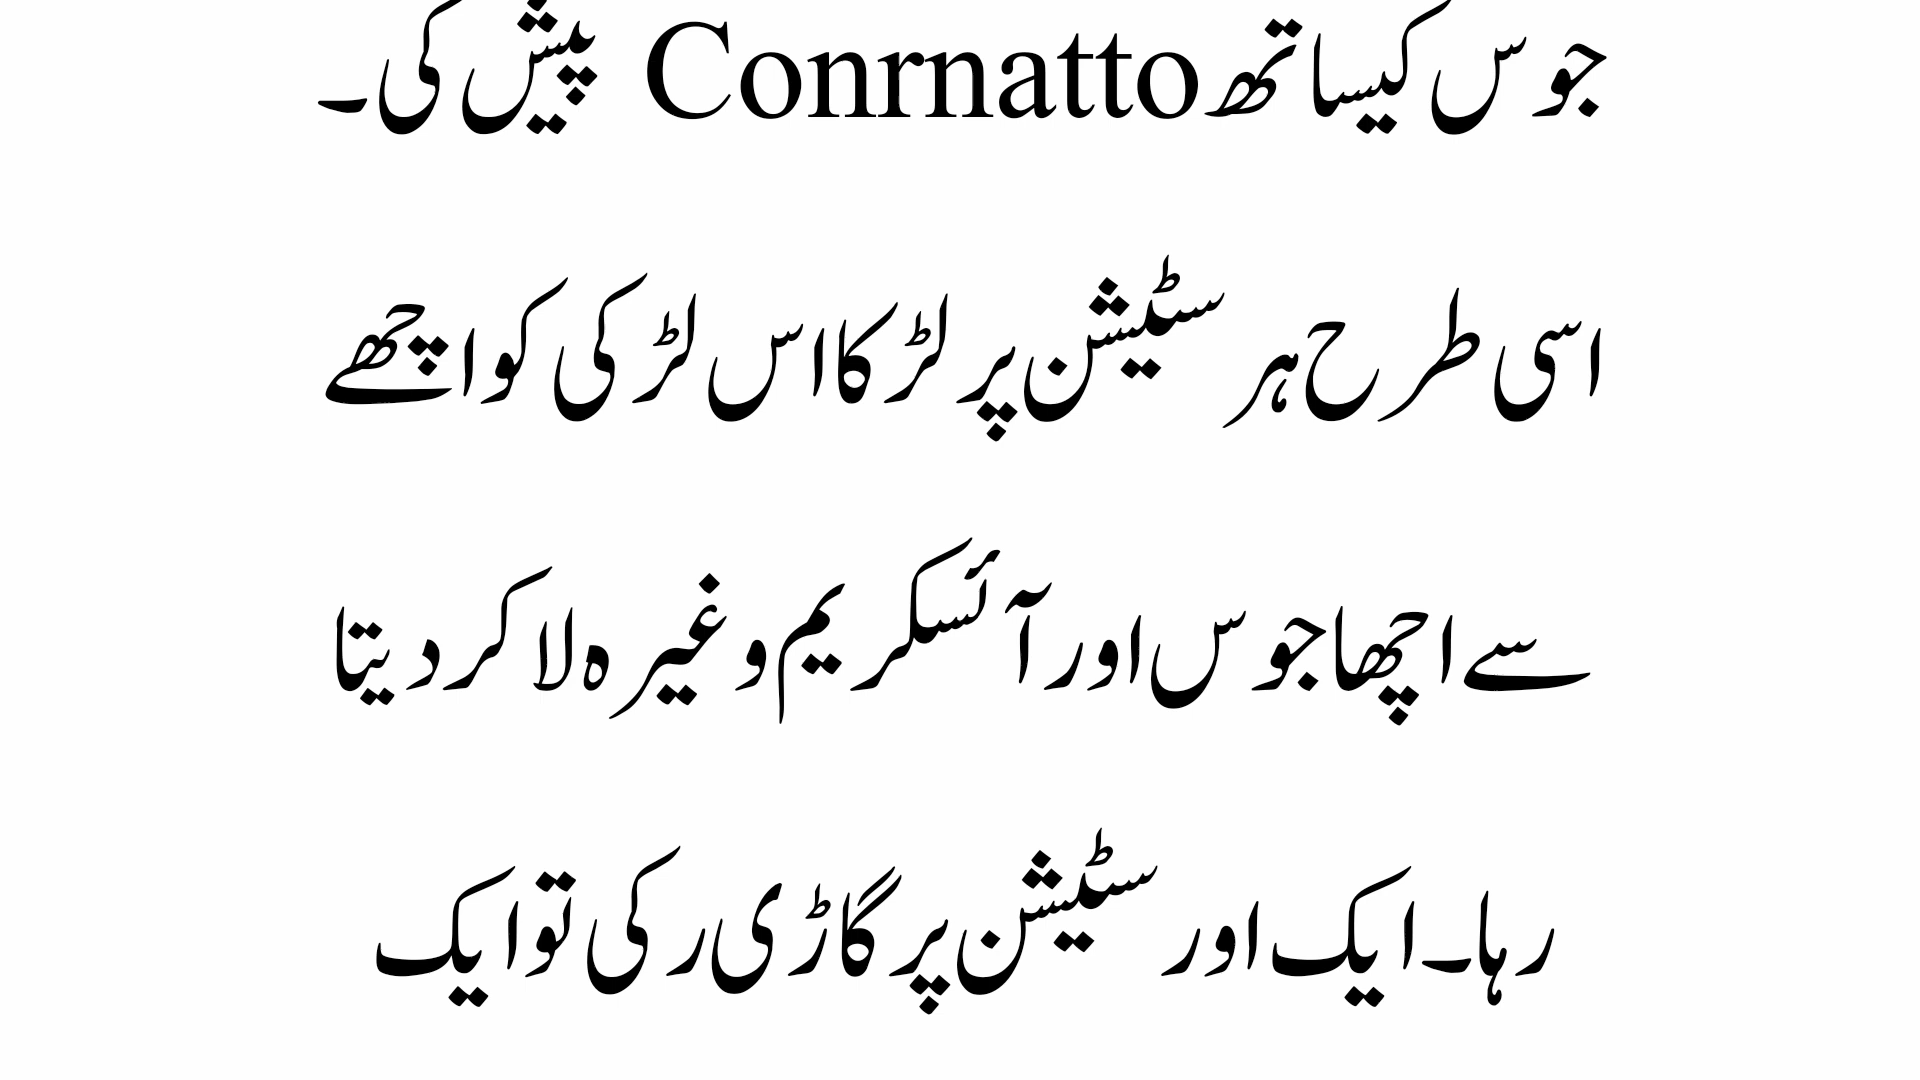 جوس کیساتھ Conrnatto پیش کی۔
اسی طرح ہر سٹیشن پر لڑکا اس لڑکی کو اچھے
سے اچھا جوس اور آئسکریم وغیرہ لا کر دیتا
رہا۔ ایک اور سٹیشن پر گاڑی رکی تو ایک